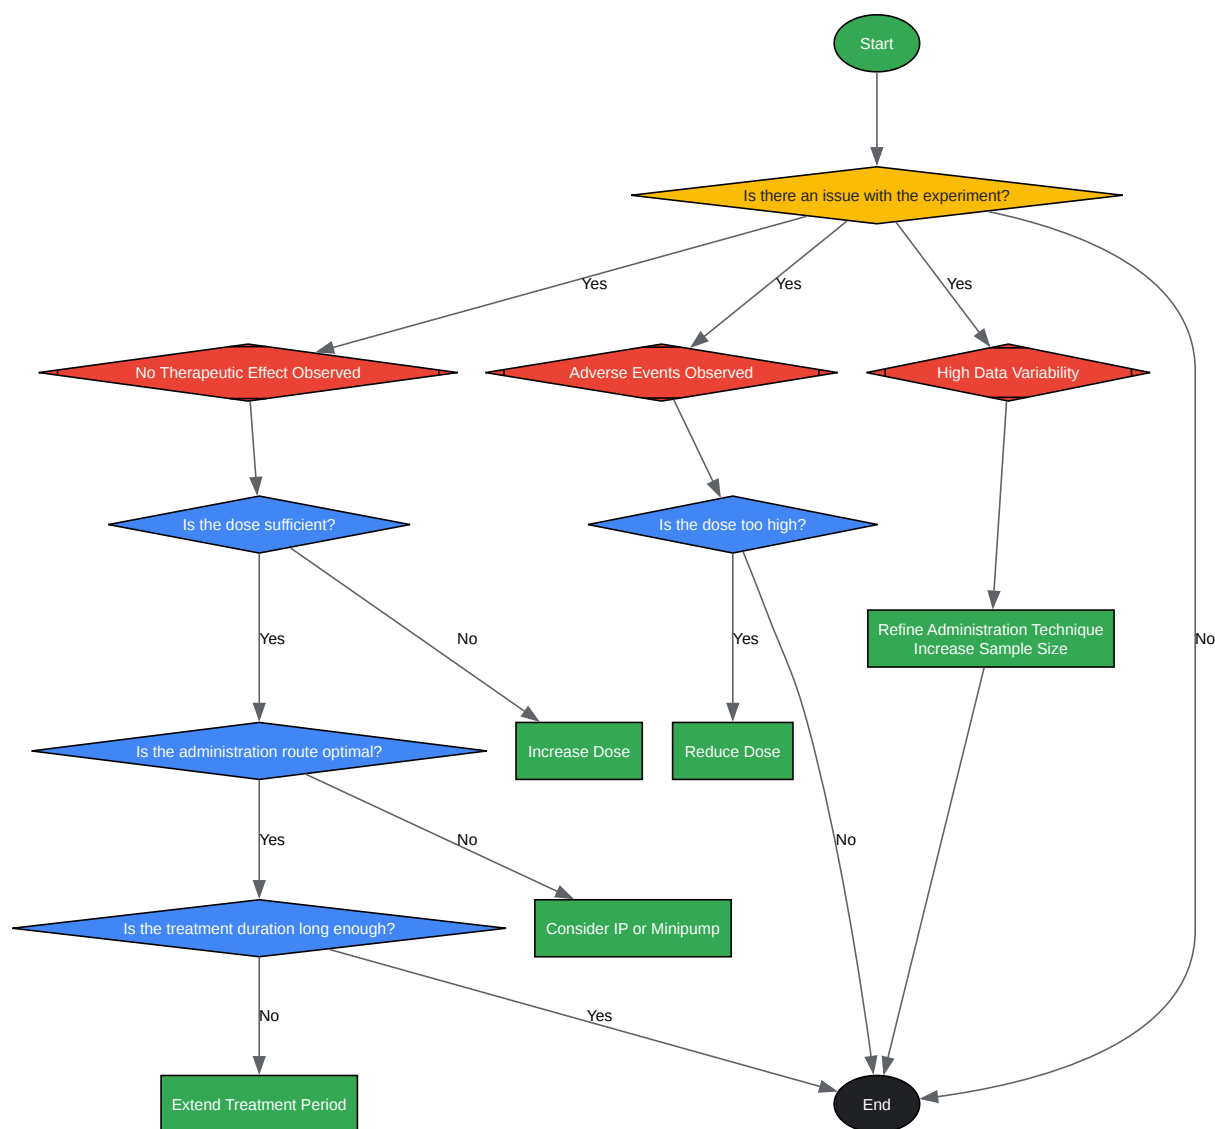 Start
Is there an issue with the experiment?
Yes
Yes
Yes
No Therapeutic Effect Observed
Adverse Events Observed
High Data Variability
Is the dose sufficient?
Is the dose too high?
Yes
No
Yes
Refine Administration Technique
Increase Sample Size
No
Is the administration route optimal?
Increase Dose
Reduce Dose
Yes
No
No
Is the treatment duration long enough?
Consider IP or Minipump
No
Yes
Extend Treatment Period
End